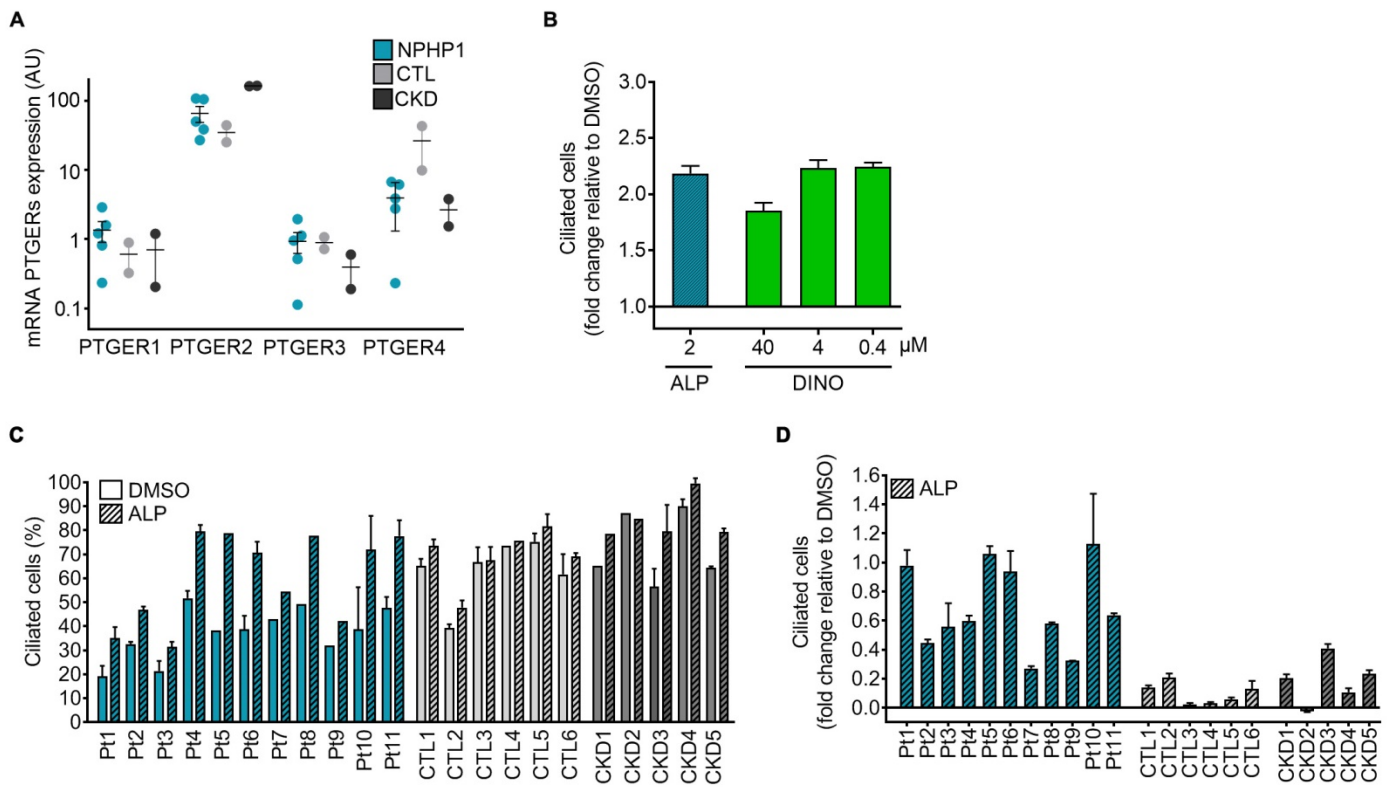 A
mRNA PTGERs expression (AU)
100
10
1
0.1
NPHP1
CTL
CKD
PTGER1 PTGER2 PTGER3 PTGER4
B
Ciliated cells
(fold change relative to DMSO)
3.0
2.5
2.0
1.5
1.0
2 40 4 0.4 µM
ALP DINO
C
Ciliated cells (%)
100
90
80
70
60
50
40
30
20
10
0
DMSO
ALP
Pt1 Pt2 Pt3 Pt4 Pt5 Pt6 Pt7 Pt8 Pt9 Pt10 Pt11 CTL1 CTL2 CTL3 CTL4 CTL5 CTL6 CKD1 CKD2 CKD3 CKD4 CKD5
D
Ciliated cells
(fold change relative to DMSO)
1.6
1.4
1.2
1.0
0.8
0.6
0.4
0.2
0.0
ALP
Pt1 Pt2 Pt3 Pt4 Pt5 Pt6 Pt7 Pt8 Pt9 Pt10 Pt11 CTL1 CTL2 CTL3 CTL4 CTL5 CTL6 CKD1 CKD2 CKD3 CKD4 CKD5